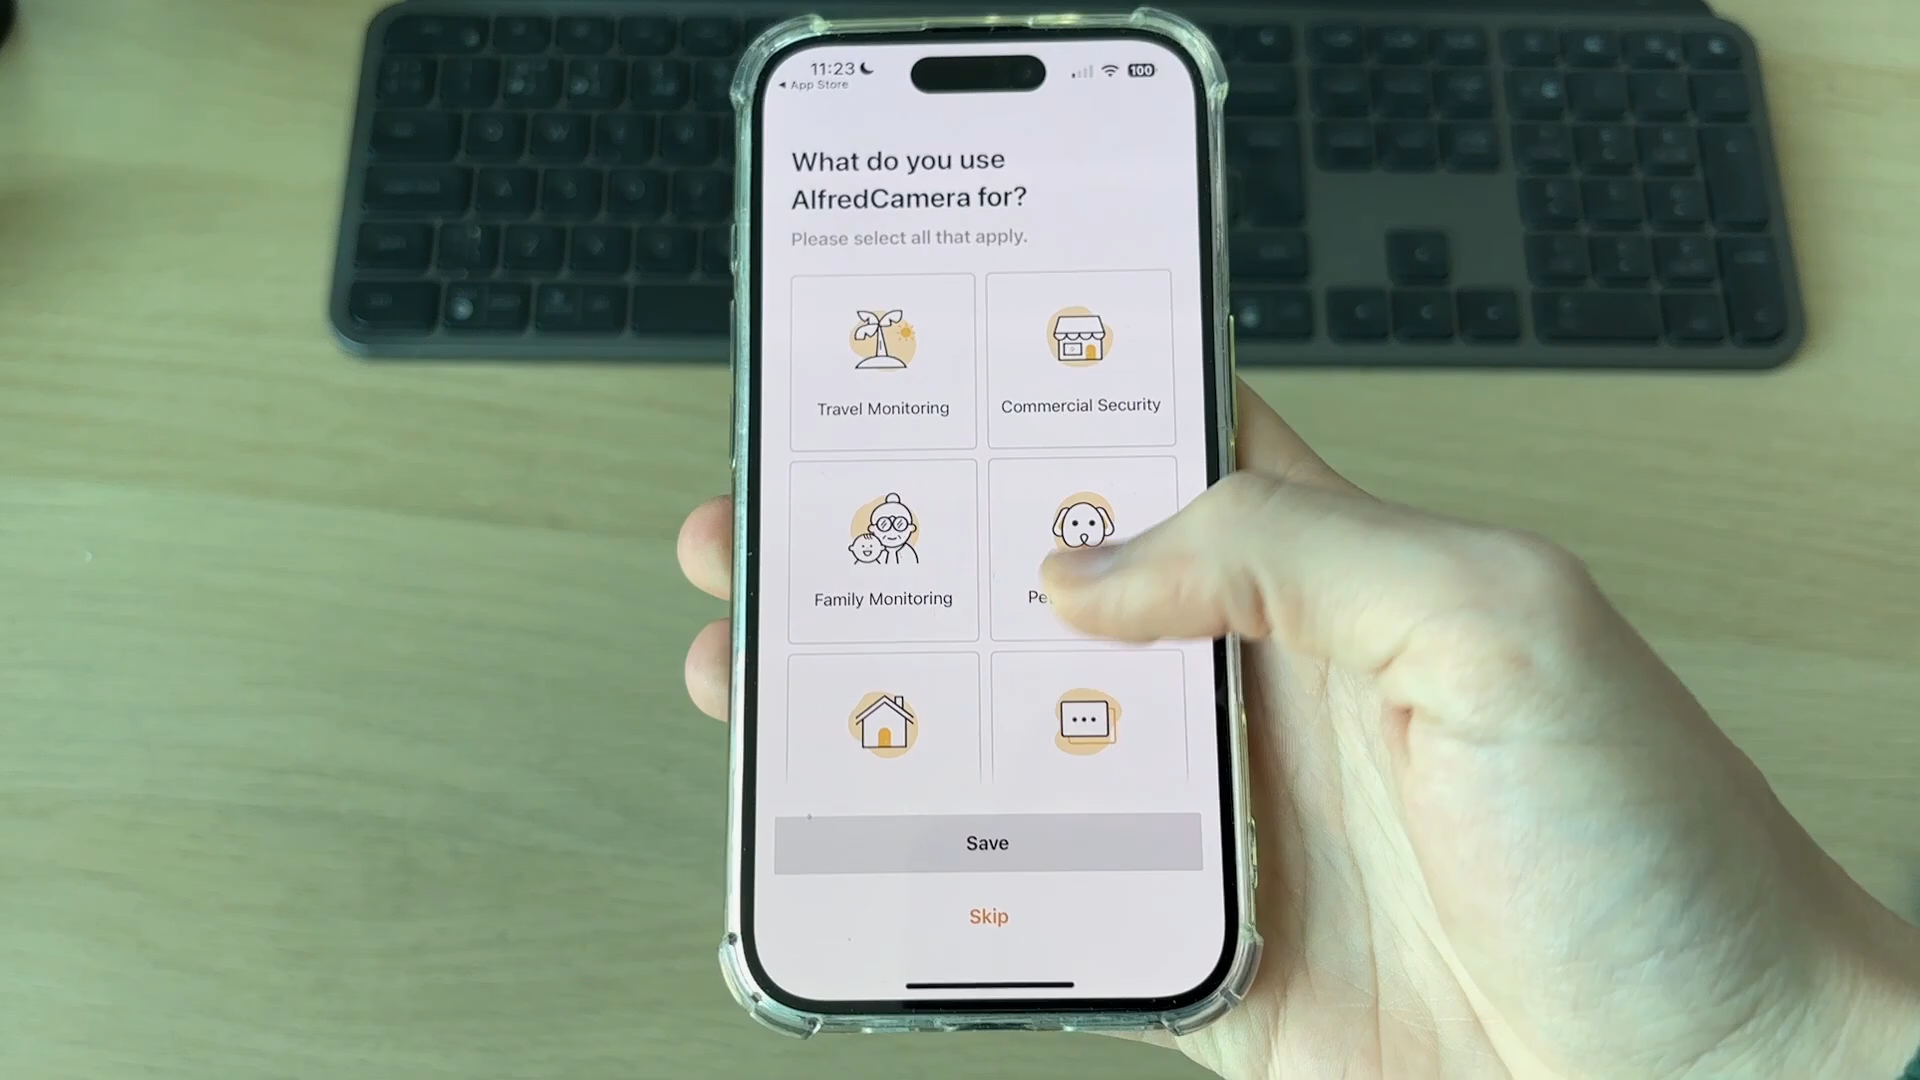 11:23
100
◄ App Store
What do you use
AlfredCamera for?
Please select all that apply.
Travel Monitoring
Commercial Security
Family Monitoring
Save
Skip